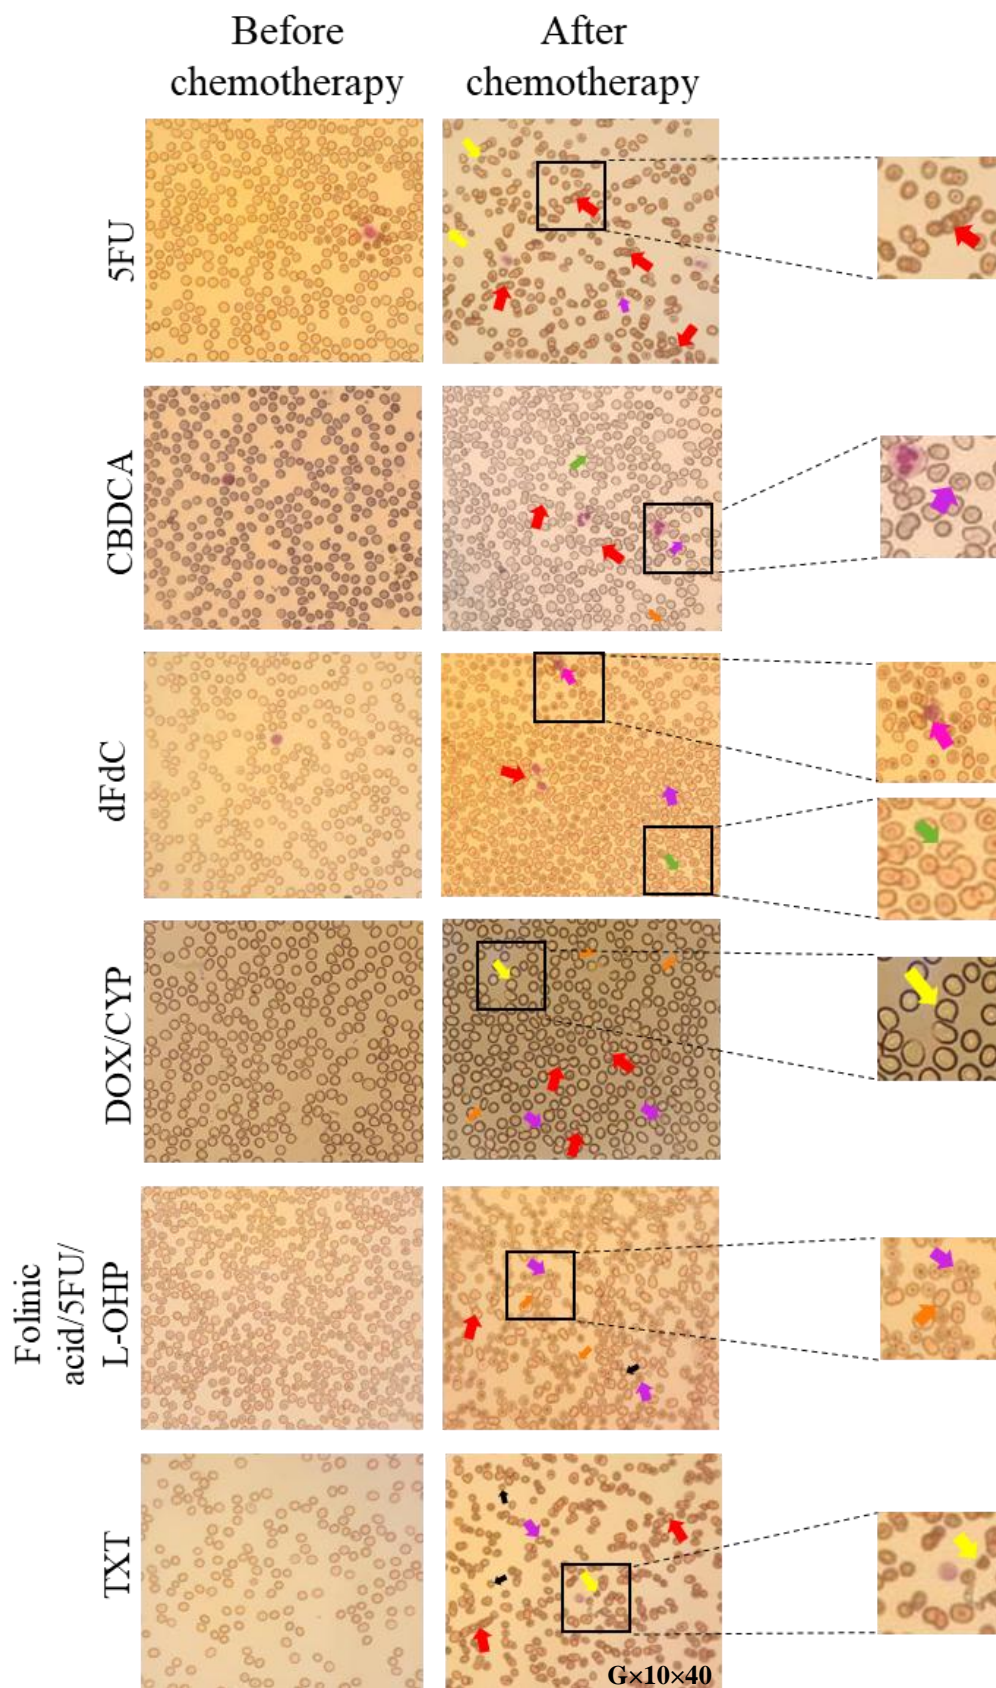 Before
chemotherapy
After
chemotherapy
5FU
CBDCA
dFdC
DOX/CYP
Folinic
acid/5FU/
L-OHP
TXT
G×10×40